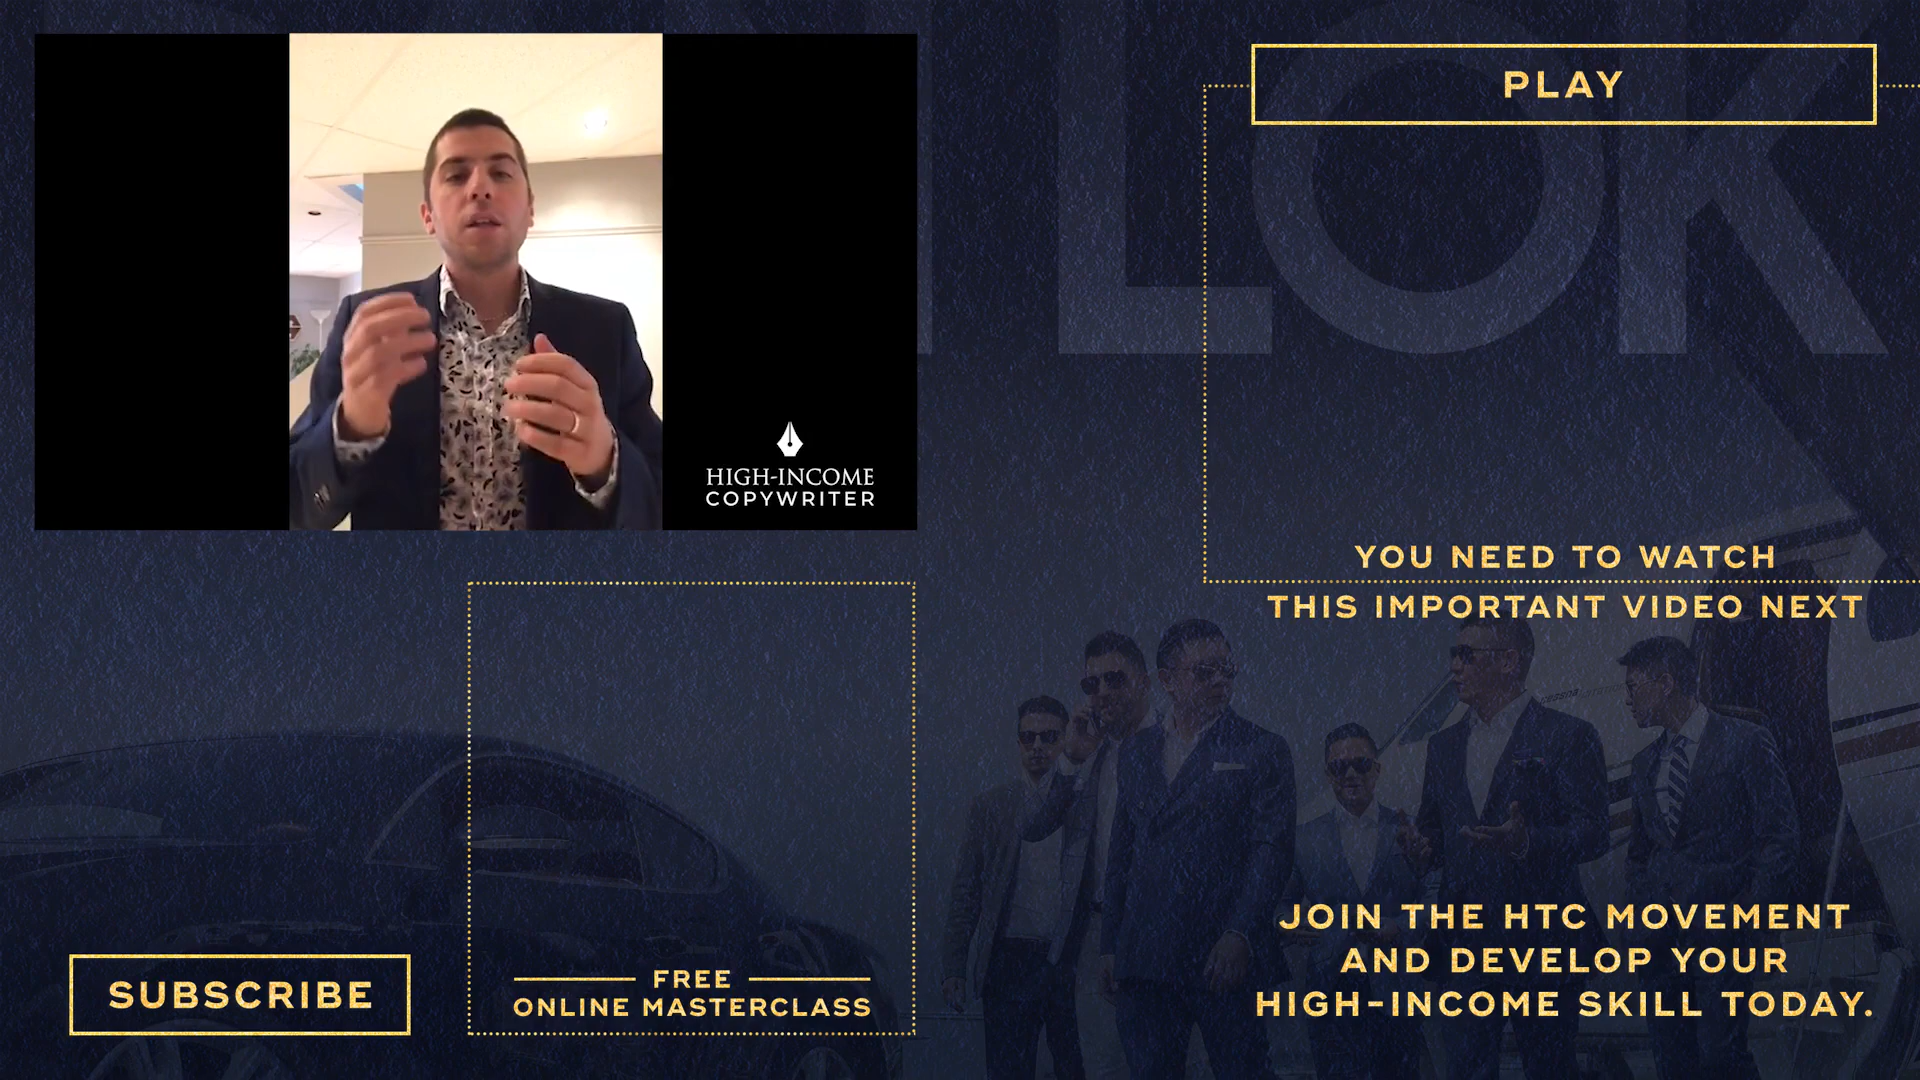 LOK
PLAY
HIGH-INCOME
COPYWRITER
YOU NEED TO WATCH
THIS IMPORTANT VIDEO NEXT
JOIN THE HTC MOVEMENT
AND DEVELOP YOUR
HIGH-INCOME SKILL TODAY.
SUBSCRIBE
FREE
ONLINE MASTERCLASS